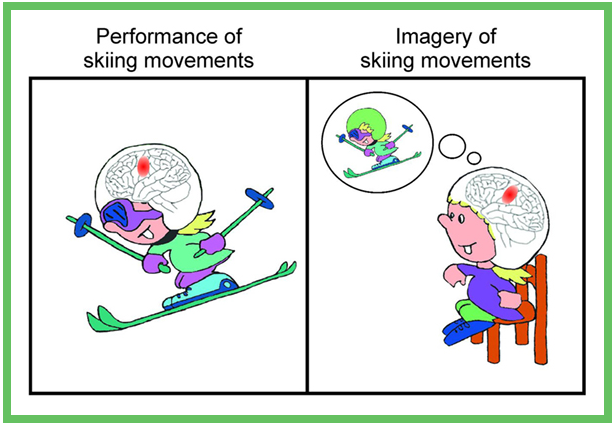 Performance of
skiing movements
Imagery of
skiing movements